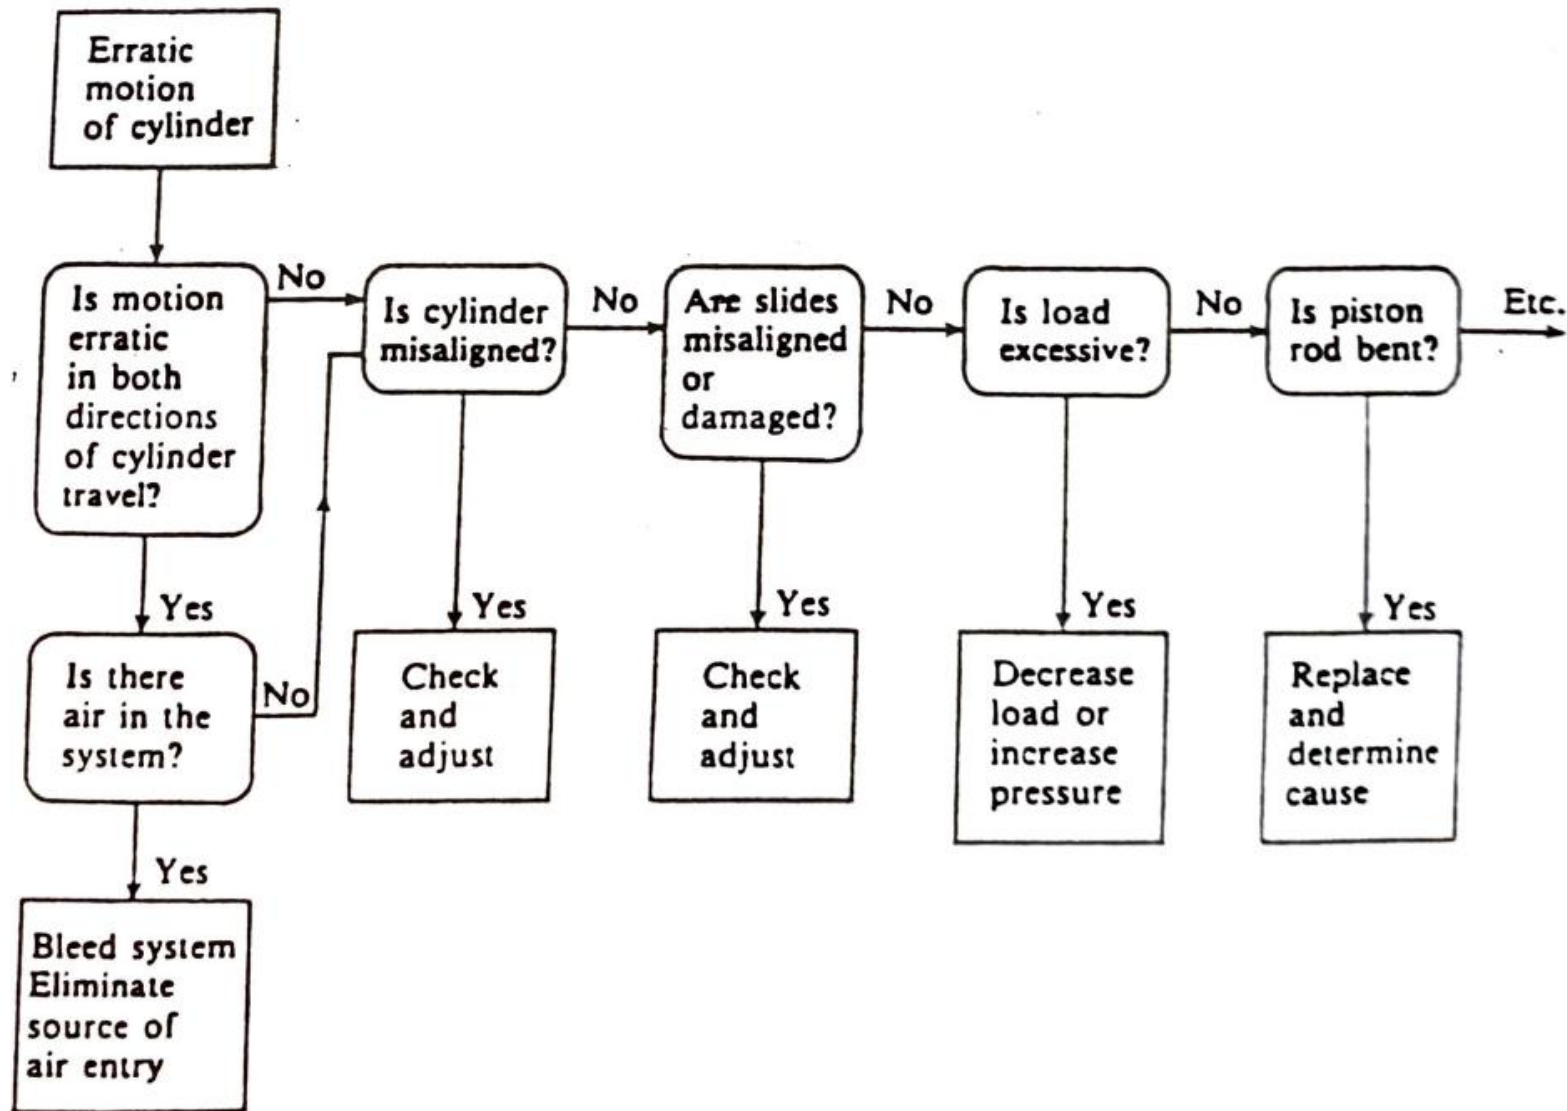 Erratic
motion
of cylinder
Is motion
erratic
in both
directions
of cylinder
travel?
No
Yes
Is there
air in the
system?
No
Yes
Bleed system
Eliminate
source of
air entry
Is cylinder
misaligned?
No
Yes
Check
and
adjust
Are slides
misaligned
or
damaged?
No
Yes
Check
and
adjust
Is load
excessive?
No
Yes
Decrease
load or
increase
pressure
Is piston
rod bent?
Etc.
Yes
Replace
and
determine
cause